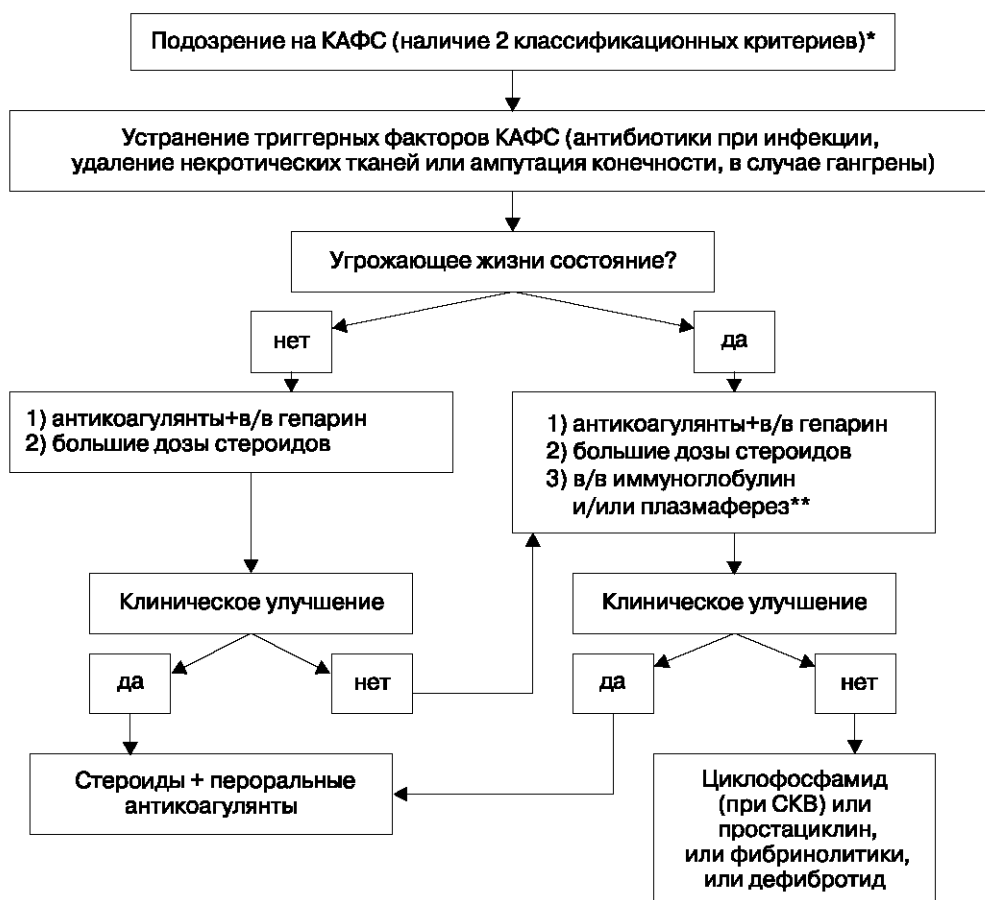 Подозрение на КАФС (наличие 2 классификационных критериев)*
Устранение триггерных факторов КАФС (антибиотики при инфекции,
удаление некротических тканей или ампутация конечности, в случае гангрены)
Угрожающее жизни состояние?
нет
да
1) антикоагулянты+в/в гепарин
2) большие дозы стероидов
1) антикоагулянты+в/в гепарин
2) большие дозы стероидов
3) в/в иммуноглобулин
и/или плазмаферез**
Клиническое улучшение
Клиническое улучшение
да
нет
да
нет
Стероиды + пероральные
антикоагулянты
Циклофосфамид
(при СКВ) или
простациклин,
или фибринолитики,
или дефибротид